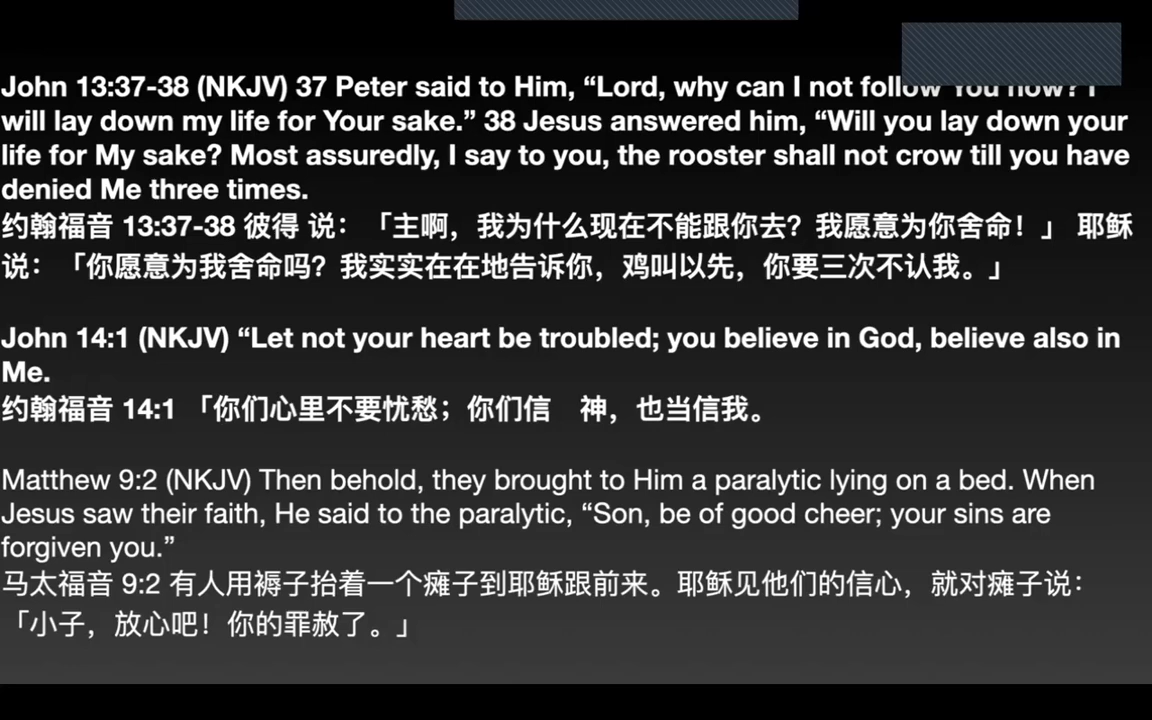 John 13:37-38 (NKJV) 37 Peter said to Him, “Lord, why can I not follow You now? I
will lay down my life for Your sake.” 38 Jesus answered him, “Will you lay down your
life for My sake? Most assuredly, I say to you, the rooster shall not crow till you have
denied Me three times.
约翰福音 13:37-38 彼得 说：「主啊，我为什么现在不能跟你去？我愿意为你舍命！」 耶稣
说：「你愿意为我舍命吗？我实实在在地告诉你，鸡叫以先，你要三次不认我。」
John 14:1 (NKJV) “Let not your heart be troubled; you believe in God, believe also in
Me.
约翰福音 14:1 「你们心里不要忧愁；你们信　神，也当信我。
Matthew 9:2 (NKJV) Then behold, they brought to Him a paralytic lying on a bed. When
Jesus saw their faith, He said to the paralytic, “Son, be of good cheer; your sins are
forgiven you.”
马太福音 9:2 有人用褥子抬着一个瘫子到耶稣跟前来。耶稣见他们的信心，就对瘫子说：
「小子，放心吧！你的罪赦了。」